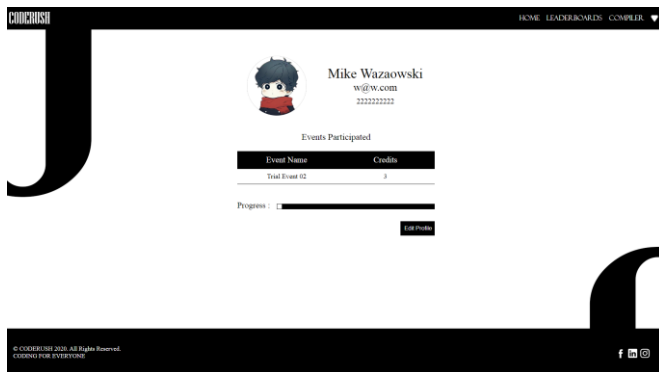 CODERUSH
HOME LEADERBOARDS COMPILER
Mike Wazaowski
w@w.com
2222222222
Events Participated
Event Name Credits
Trial Event 02 3
Progress :
Edit Profile
© CODERUSH 2020. All Rights Reserved.
CODING FOR EVERYONE